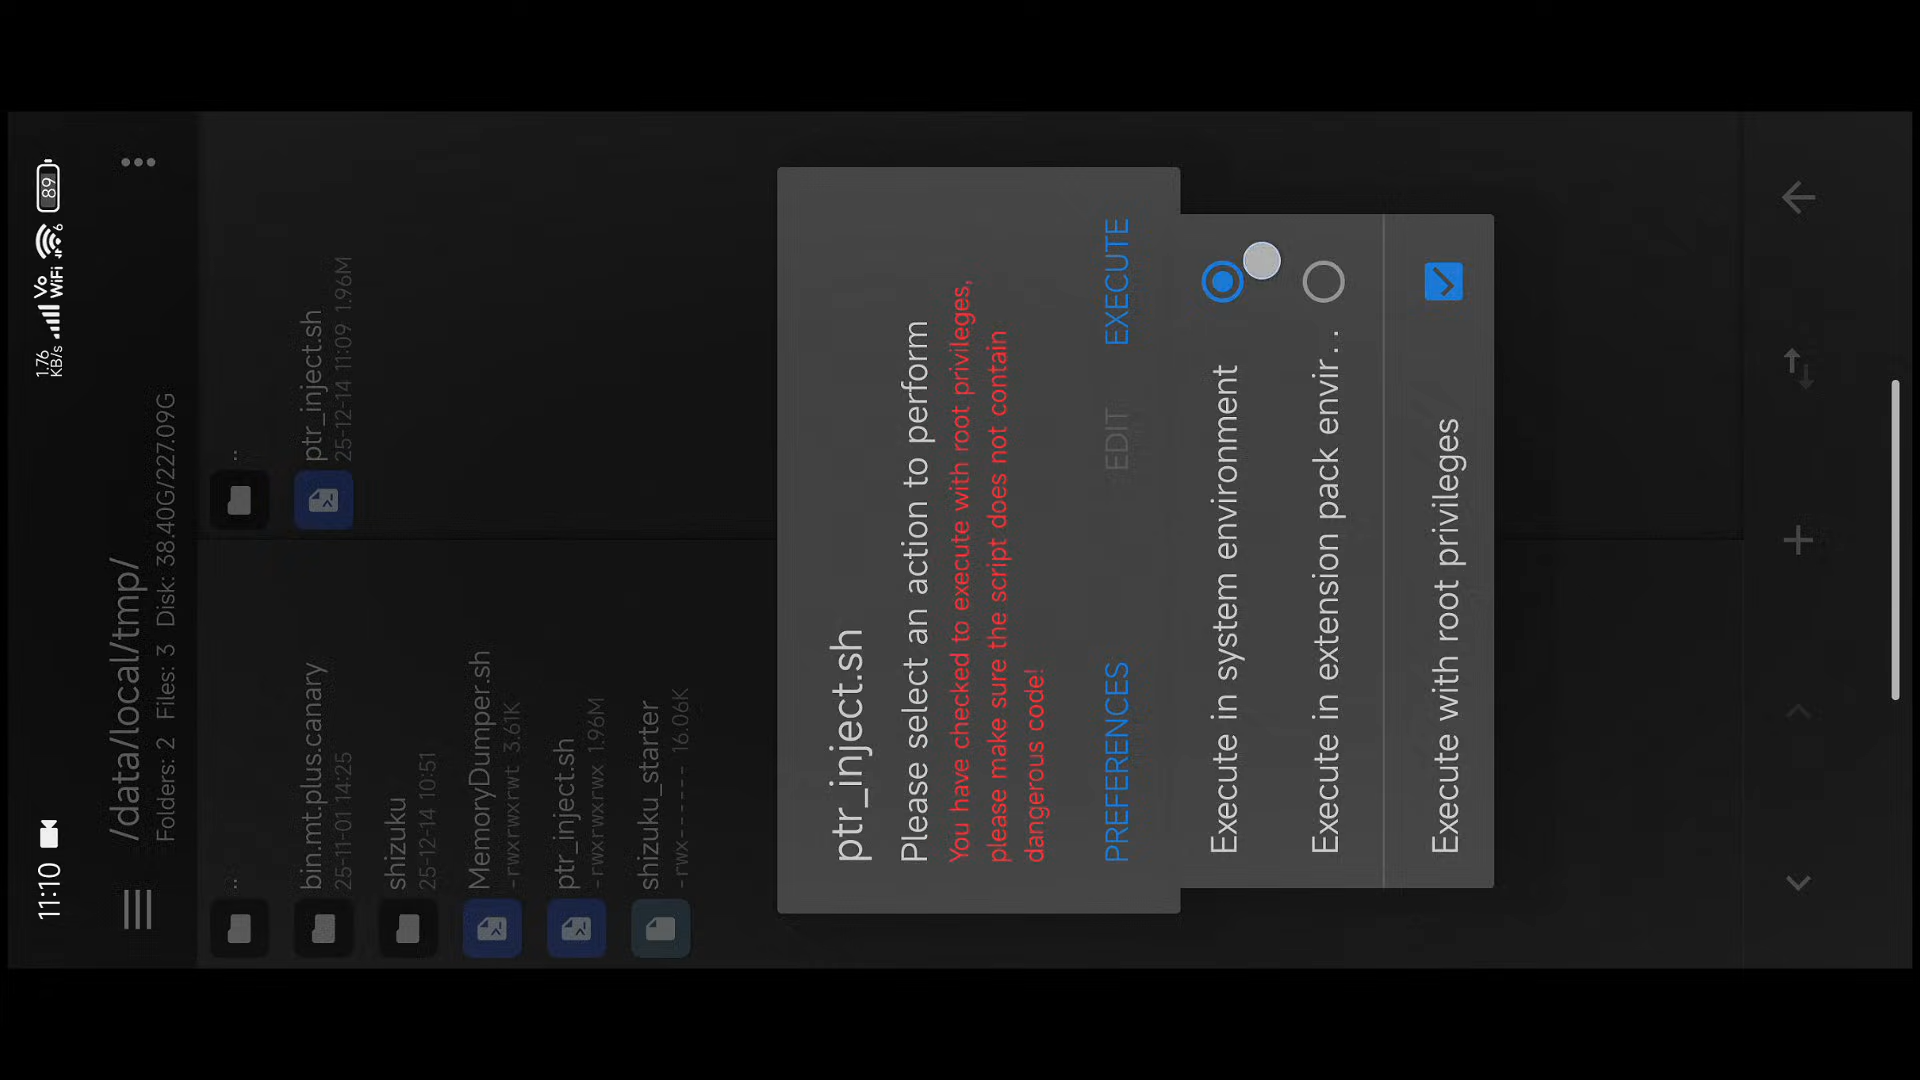 11:10
1.76
KB/s
Vo
WiFi
6
89
/data/local/tmp/
Folders: 2 Files: 3 Disk: 38.40G/227.09G
..
bin.mt.plus.canary
25-11-01 14:25
shizuku
25-12-14 10:51
MemoryDumper.sh
-rwxrwxrwt 3.61K
ptr_inject.sh
-rwxrwxrwx 1.96M
shizuku_starter
-rwx------ 16.06K
..
ptr_inject.sh
25-12-14 11:09 1.96M
ptr_inject.sh
Please select an action to perform
You have checked to execute with root privileges,
please make sure the script does not contain
dangerous code!
PREFERENCES EDIT EXECUTE
Execute in system environment
Execute in extension pack envir...
Execute with root privileges